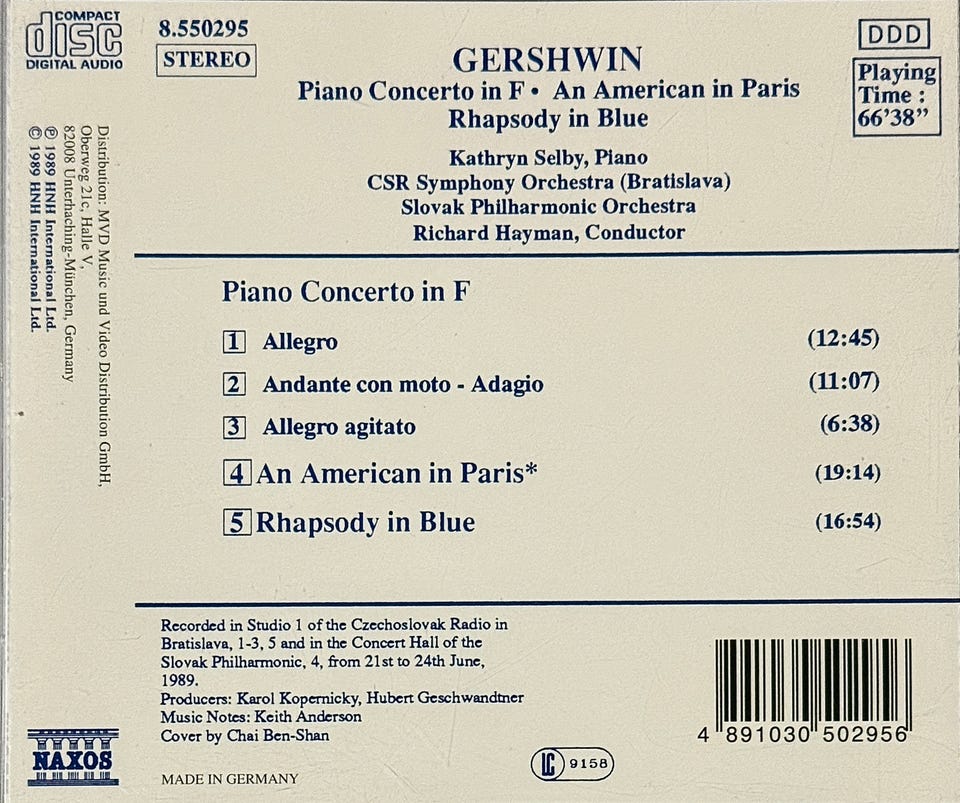 COMPACT
disc
DIGITAL AUDIO
8.550295
STEREO
GERSHWIN
Piano Concerto in F • An American in Paris
Rhapsody in Blue
DDD
Playing
Time :
66’38”
Kathryn Selby, Piano
CSR Symphony Orchestra (Bratislava)
Slovak Philharmonic Orchestra
Richard Hayman, Conductor
Distribution: MVD Music und Video Distribution GmbH,
Oberweg 21c, Halle V,
82008 Unterhaching-München, Germany
℗ 1989 HNH International Ltd.
© 1989 HNH International Ltd.
Piano Concerto in F
1 Allegro (12:45)
2 Andante con moto - Adagio (11:07)
3 Allegro agitato (6:38)
4 An American in Paris* (19:14)
5 Rhapsody in Blue (16:54)
Recorded in Studio 1 of the Czechoslovak Radio in
Bratislava, 1-3, 5 and in the Concert Hall of the
Slovak Philharmonic, 4, from 21st to 24th June,
1989.
Producers: Karol Kopernicky, Hubert Geschwandtner
Music Notes: Keith Anderson
Cover by Chai Ben-Shan
NAXOS
MADE IN GERMANY
LC 9158
4 891030 502956